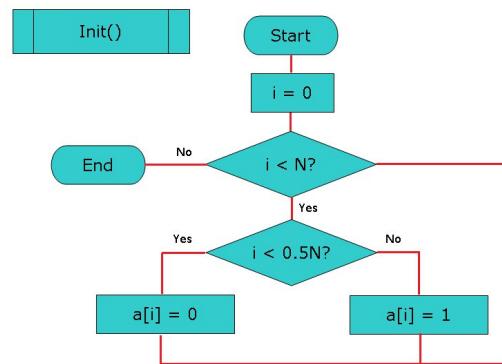 Init()
Start
i = 0
i < N?
No
End
Yes
i < 0.5N?
Yes
No
a[i] = 0
a[i] = 1